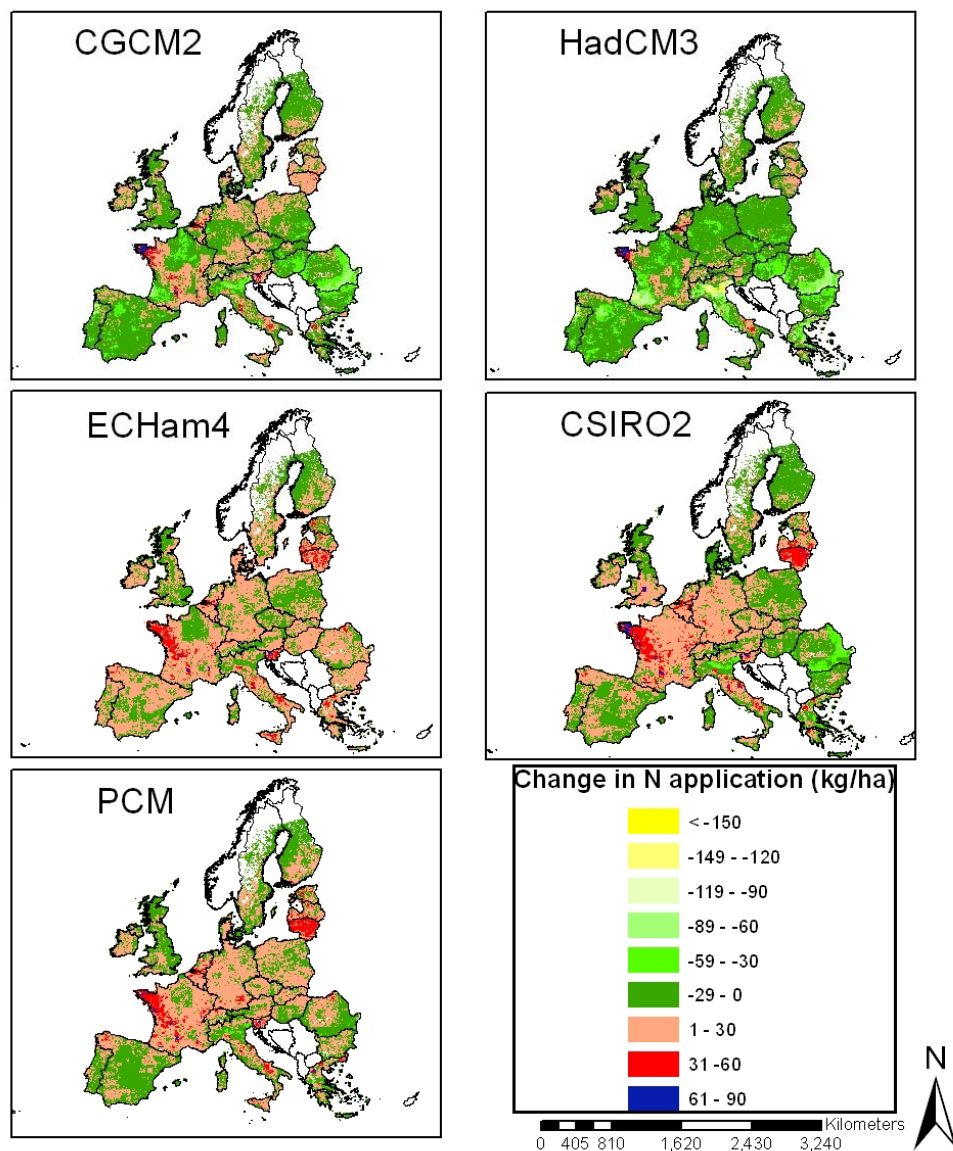 CGCM2
HadCM3
ECHam4
CSIRO2
PCM
Change in N application (kg/ha)
< -150
-149 - -120
-119 - -90
-89 - -60
-59 - -30
-29 - 0
1 - 30
31 -60
61 - 90
N
Kilometers
0 405 810 1,620 2,430 3,240